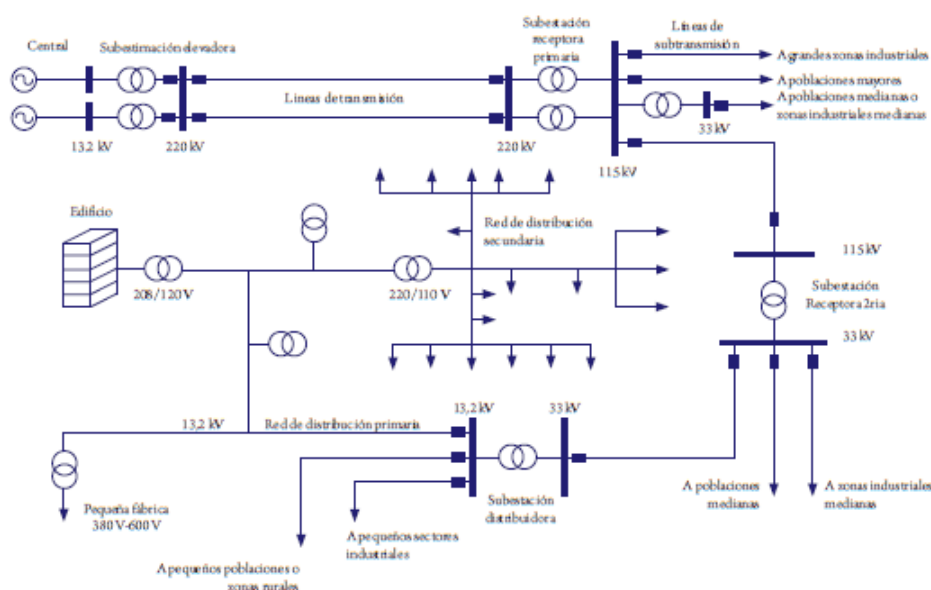 Central
Subestimación elevadora
Subestación
receptora
primaria
Líneas de
subtransmisión
A grandes zonas industriales
A poblaciones mayores
A poblaciones medianas o
zonas industriales medianas
Lineas de transmisión
13.2 kV
220 kV
220 kV
33 kV
115 kV
Edificio
Red de distribución
secundaria
208/120 V
220/110 V
115 kV
Subestación
Receptora 2ria
33 kV
13,2 kV
Red de distribución primaria
13,2 kV
33 kV
Pequeña fábrica
380 V-600 V
Subestación
distribuidora
A poblaciones
medianas
A zonas industriales
medianas
A pequeños sectores
industriales
A pequeños poblaciones o
zonas rurales